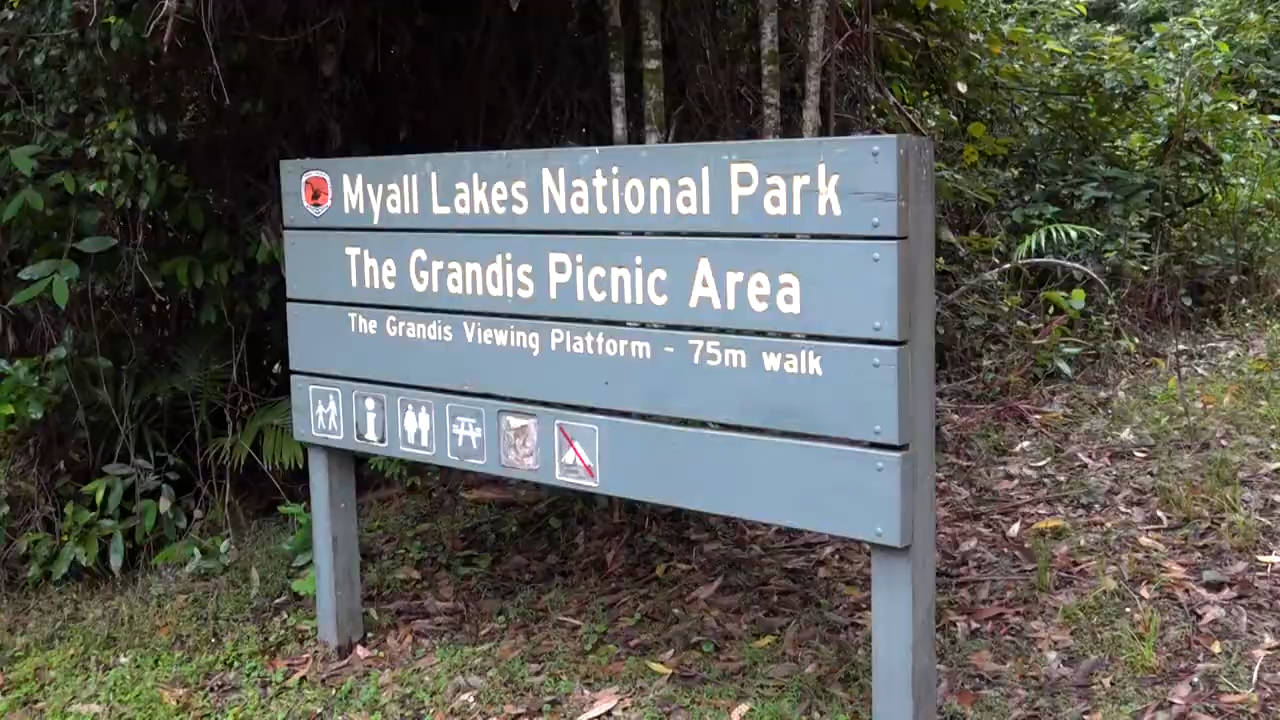 Myall Lakes National Park
The Grandis Picnic Area
The Grandis Viewing Platform - 75m walk